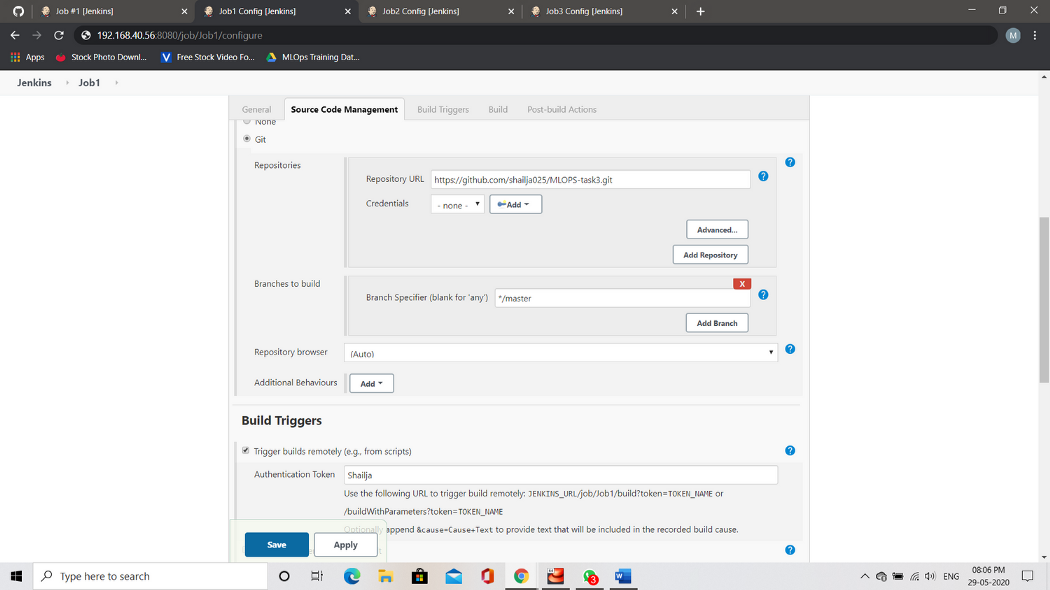 Job #1 [Jenkins]
Job1 Config [Jenkins]
Job2 Config [Jenkins]
Job3 Config [Jenkins]
192.168.40.56:8080/job/Job1/configure
M
Apps
Stock Photo Downl...
Free Stock Video Fo...
MLOps Training Dat...
Jenkins
Job1
General
Source Code Management
Build Triggers
Build
Post-build Actions
None
Git
Repositories
Repository URL
https://github.com/shailja025/MLOPS-task3.git
Credentials
- none -
Add
Advanced...
Add Repository
Branches to build
X
Branch Specifier (blank for 'any')
*/master
Add Branch
Repository browser
(Auto)
Additional Behaviours
Add
Build Triggers
Trigger builds remotely (e.g., from scripts)
Authentication Token
Shailja
Use the following URL to trigger build remotely: JENKINS_URL/job/Job1/build?token=TOKEN_NAME or
/buildWithParameters?token=TOKEN_NAME
Optionally append &cause=Cause+Text to provide text that will be included in the recorded build cause.
Save
Apply
Type here to search
3
ENG
08:06 PM
29-05-2020